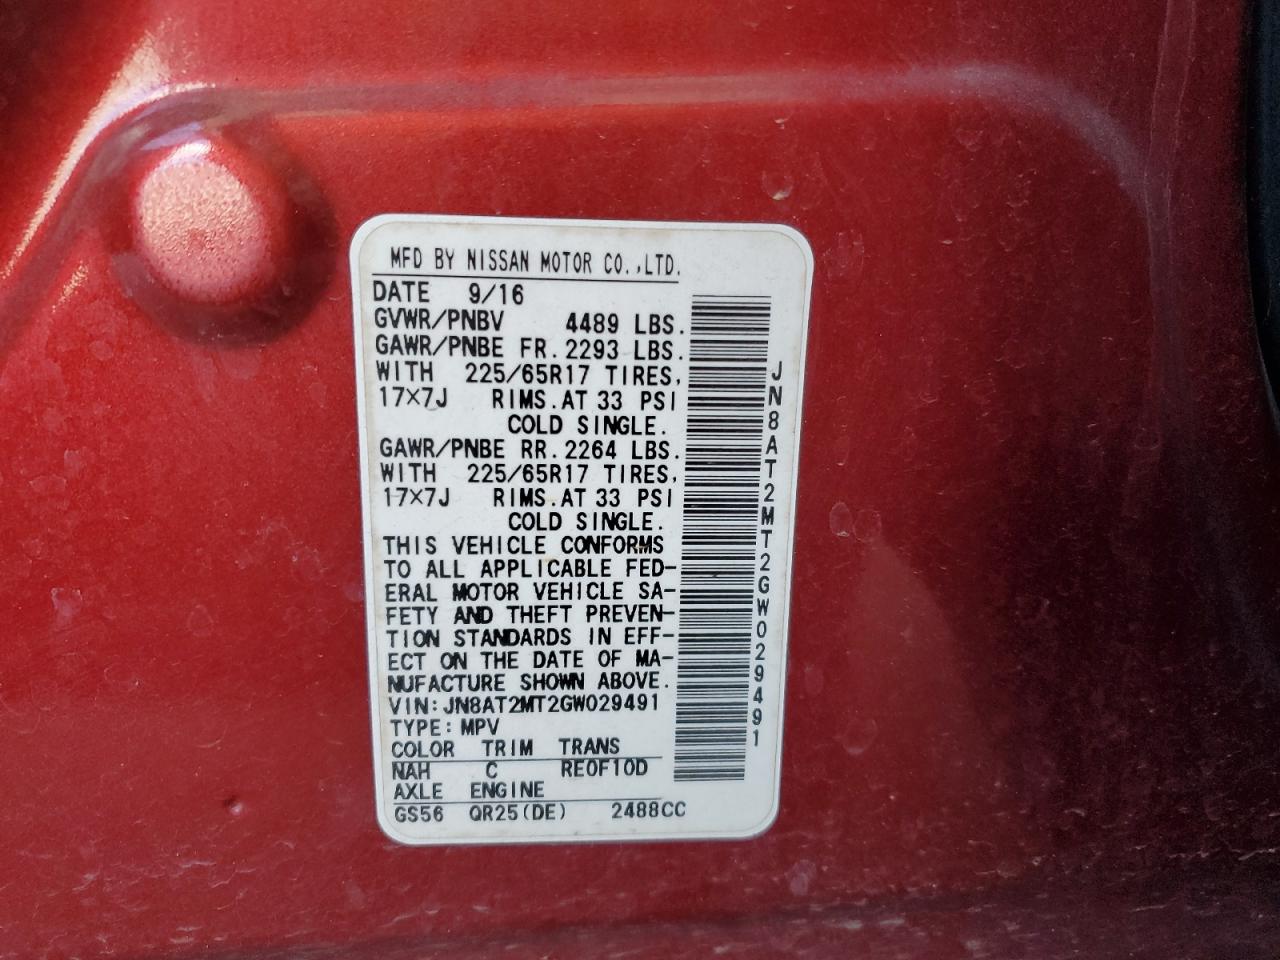 MFD BY NISSAN MOTOR CO.,LTD.
DATE 9/16
GVWR/PNBV 4489 LBS.
GAWR/PNBE FR. 2293 LBS.
WITH 225/65R17 TIRES,
17×7J RIMS.AT 33 PSI
COLD SINGLE.
GAWR/PNBE RR. 2264 LBS.
WITH 225/65R17 TIRES,
17×7J RIMS.AT 33 PSI
COLD SINGLE.
THIS VEHICLE CONFORMS
TO ALL APPLICABLE FED-
ERAL MOTOR VEHICLE SA-
FETY AND THEFT PREVEN-
TION STANDARDS IN EFF-
ECT ON THE DATE OF MA-
NUFACTURE SHOWN ABOVE.
VIN:JN8AT2MT2GW029491
TYPE:MPV
COLOR TRIM TRANS
NAH C RE0F10D
AXLE ENGINE
GS56 QR25(DE) 2488CC
JN8AT2MT2GW029491